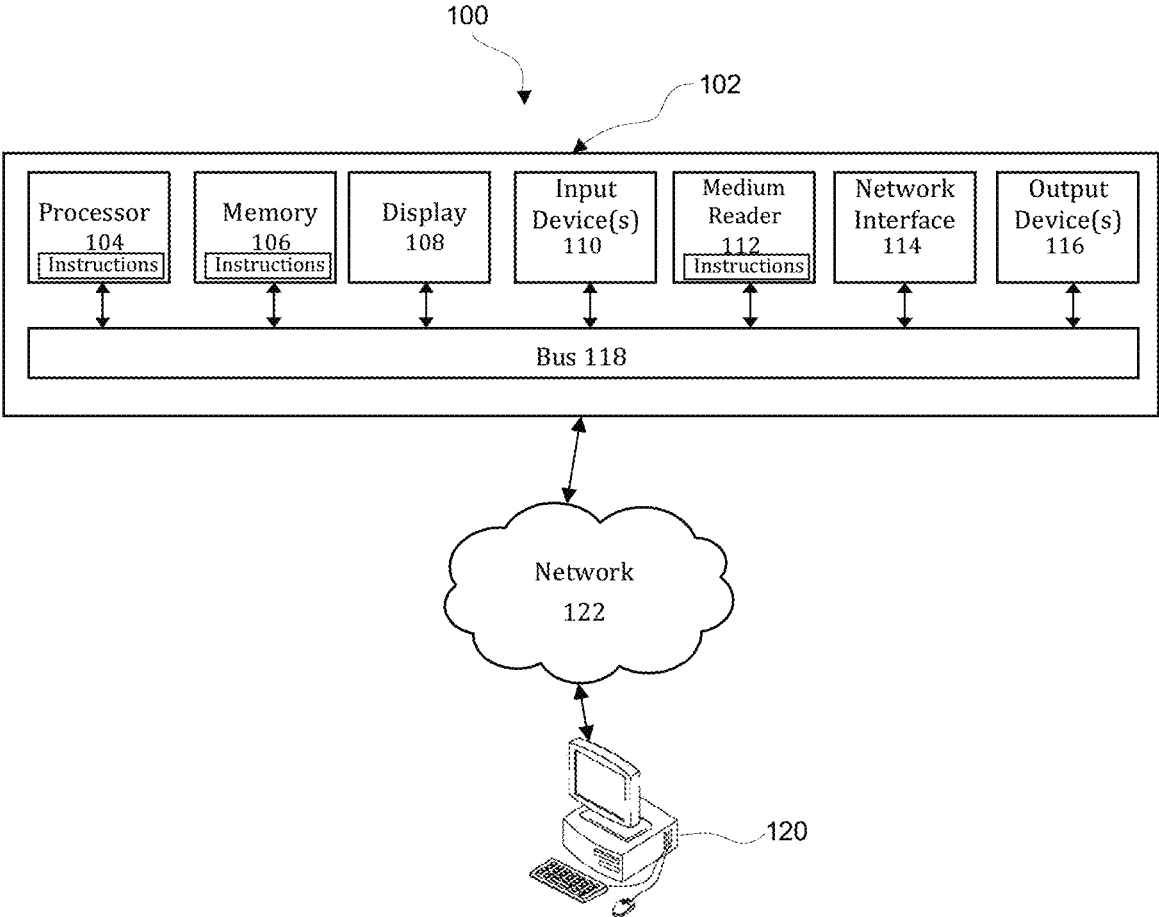 100
102
Processor
104
Instructions
Memory
106
Instructions
Display
108
Input
Device(s)
110
Medium
Reader
112
Instructions
Network
Interface
114
Output
Device(s)
116
Bus 118
Network
122
120